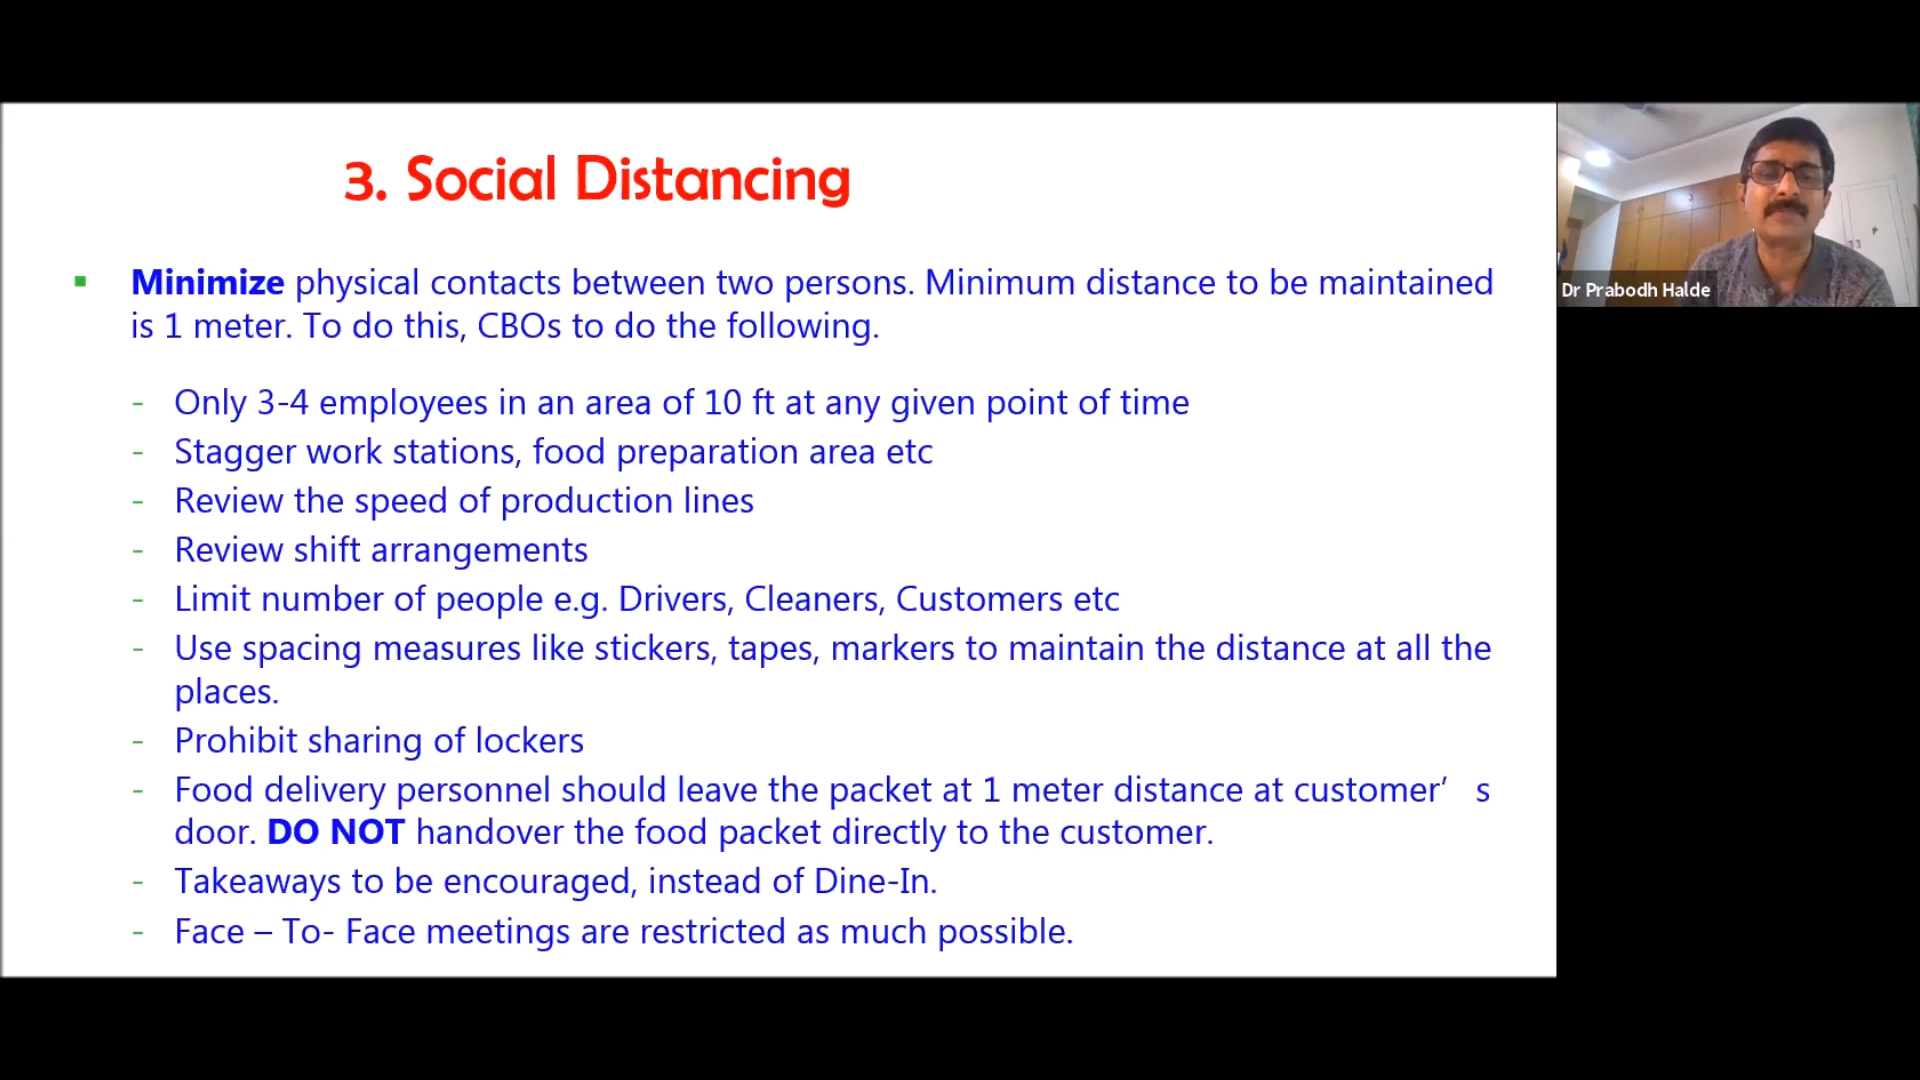 3. Social Distancing
Minimize physical contacts between two persons. Minimum distance to be maintained
is 1 meter. To do this, CBOs to do the following.
- Only 3-4 employees in an area of 10 ft at any given point of time
- Stagger work stations, food preparation area etc
- Review the speed of production lines
- Review shift arrangements
- Limit number of people e.g. Drivers, Cleaners, Customers etc
- Use spacing measures like stickers, tapes, markers to maintain the distance at all the
places.
- Prohibit sharing of lockers
- Food delivery personnel should leave the packet at 1 meter distance at customer’ s
door. DO NOT handover the food packet directly to the customer.
- Takeaways to be encouraged, instead of Dine-In.
- Face – To- Face meetings are restricted as much possible.
Dr Prabodh Halde